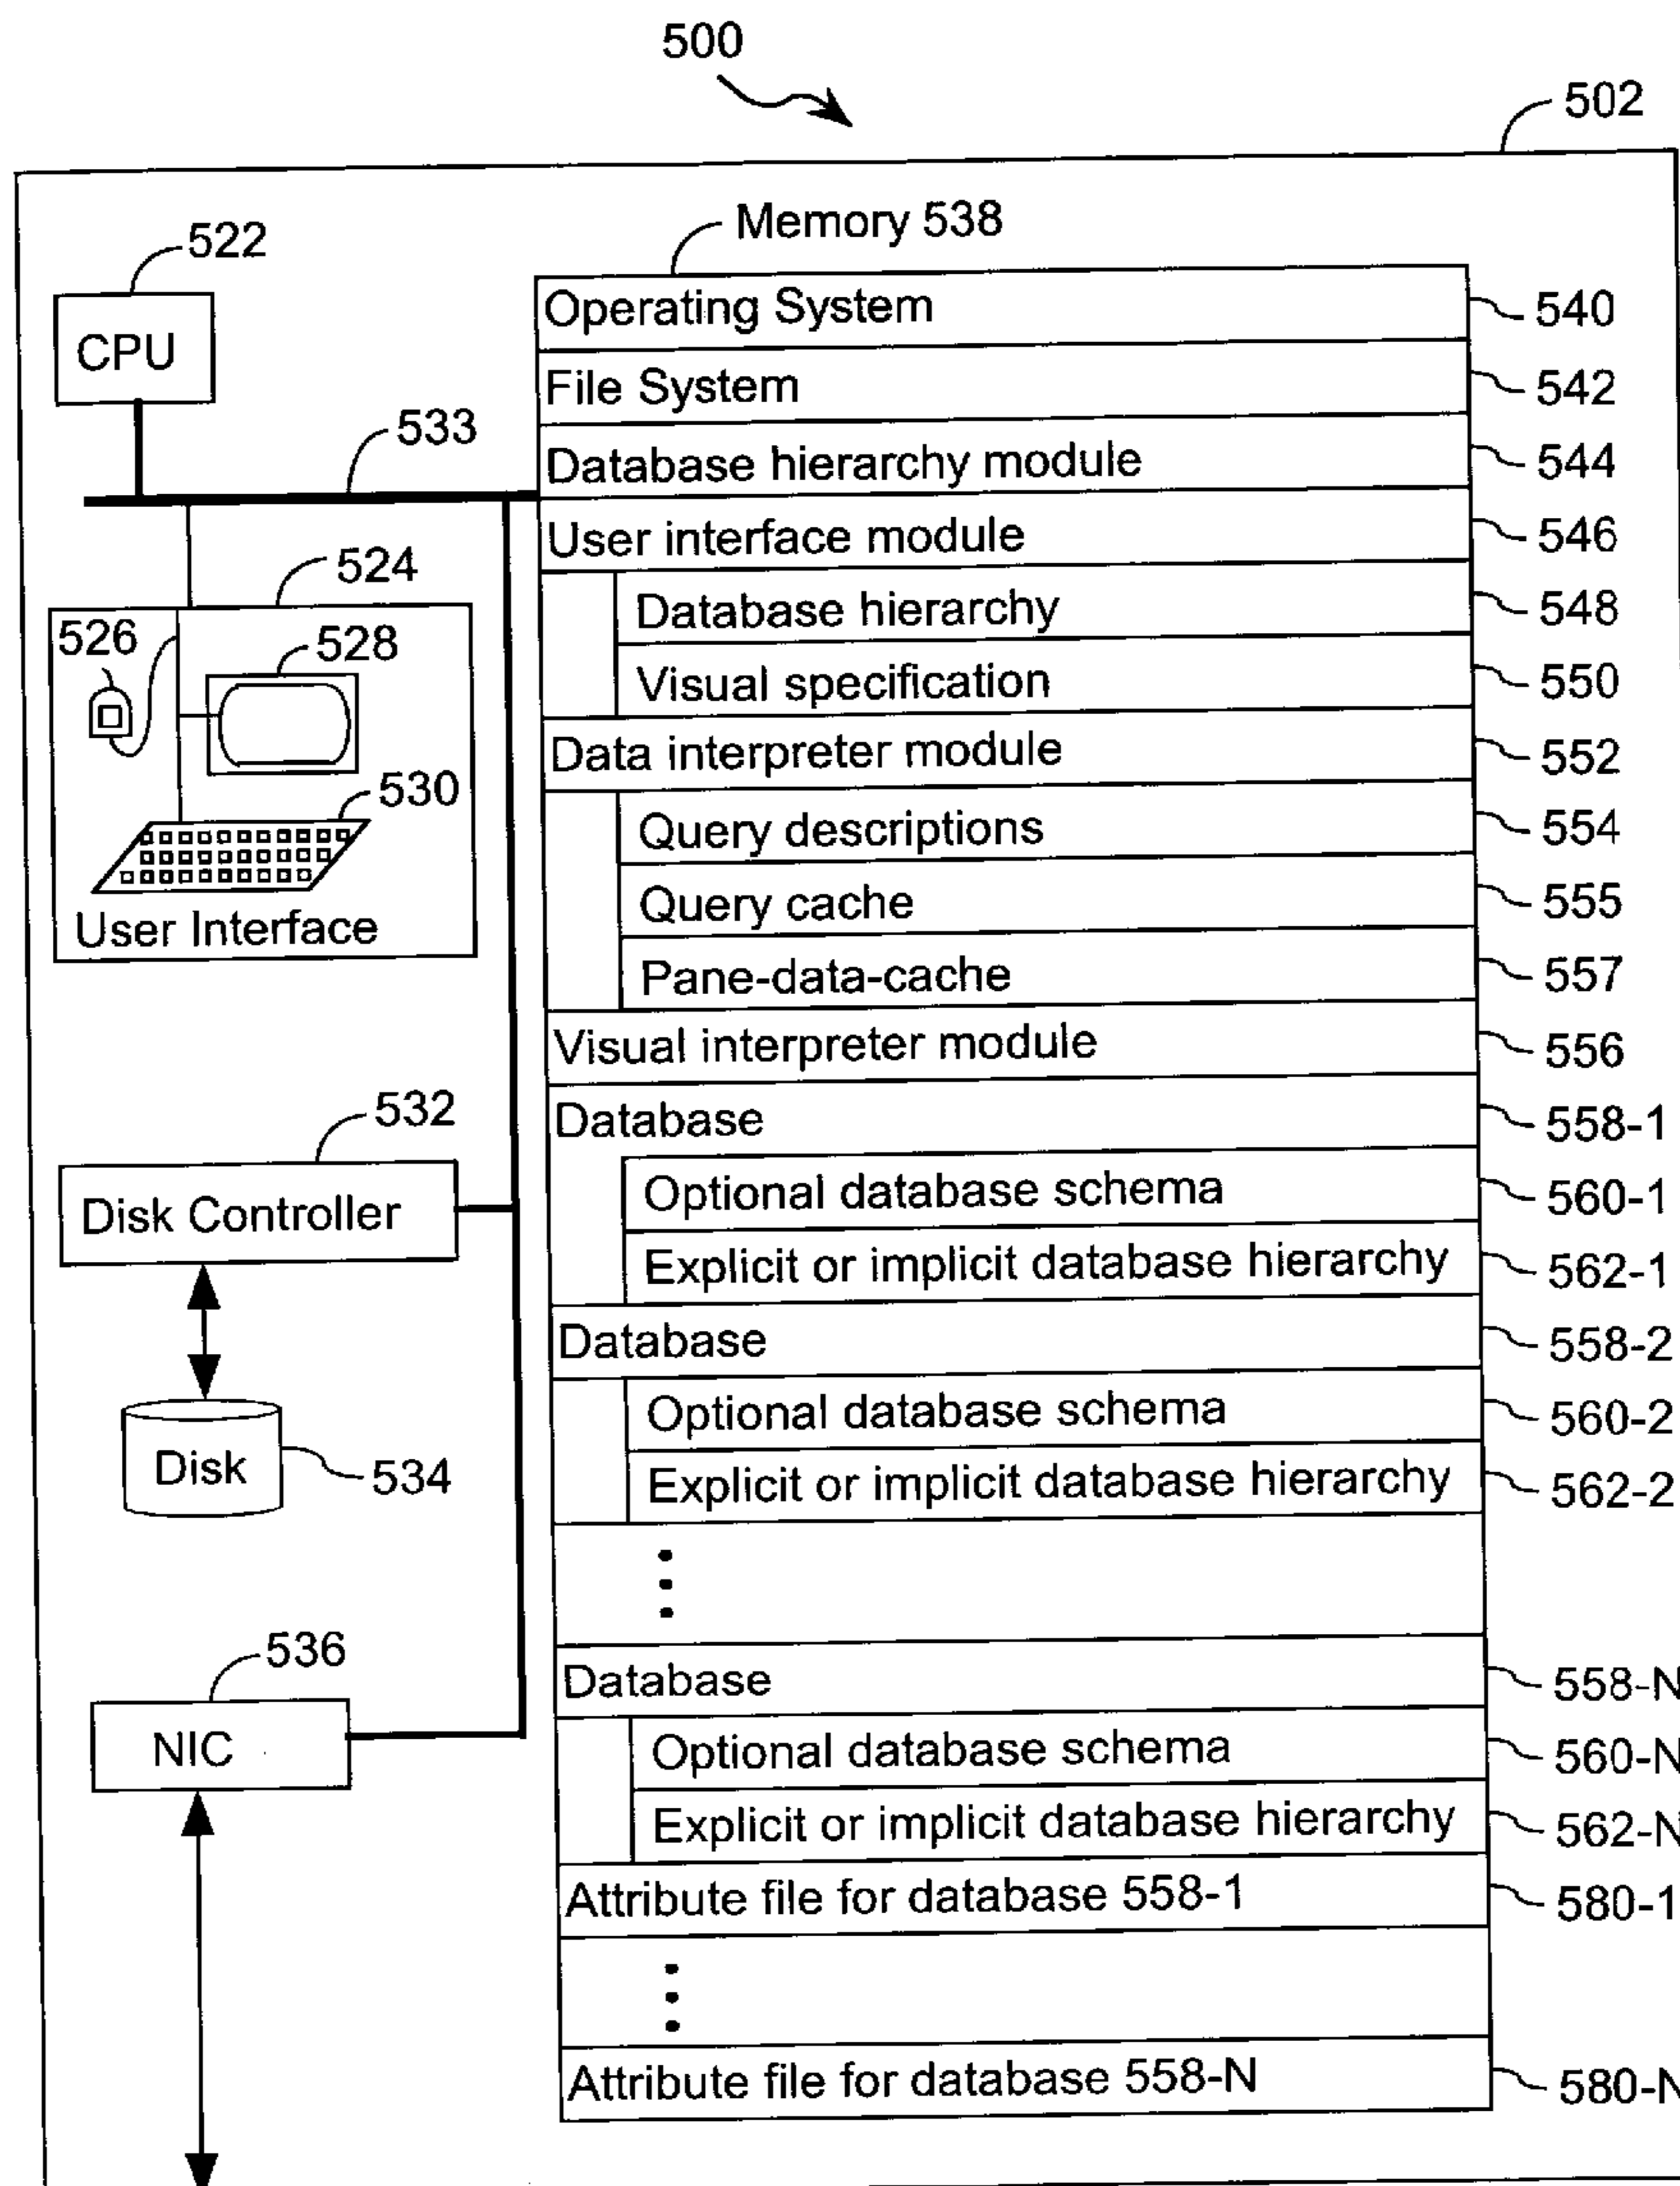 500
502
522
CPU
Memory 538
Operating System 540
File System 542
533
Database hierarchy module 544
User interface module 546
524
Database hierarchy 548
526
528
Visual specification 550
Data interpreter module 552
530
Query descriptions 554
Query cache 555
User Interface
Pane-data-cache 557
Visual interpreter module 556
532
Database 558-1
Disk Controller
Optional database schema 560-1
Explicit or implicit database hierarchy 562-1
Database 558-2
Optional database schema 560-2
Disk
534
Explicit or implicit database hierarchy 562-2
536
Database 558-N
NIC
Optional database schema 560-N
Explicit or implicit database hierarchy 562-N
Attribute file for database 558-1 580-1
Attribute file for database 558-N 580-N